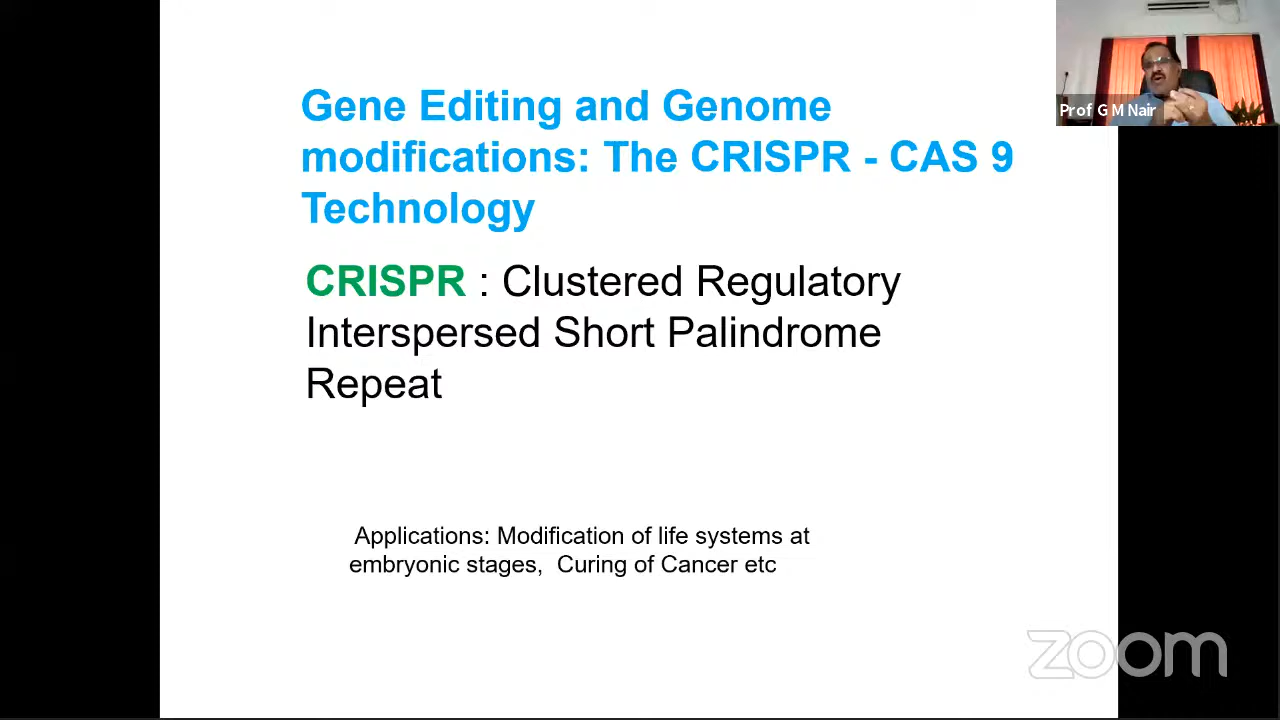 Gene Editing and Genome
modifications: The CRISPR - CAS 9
Technology
CRISPR : Clustered Regulatory
Interspersed Short Palindrome
Repeat
Applications: Modification of life systems at
embryonic stages, Curing of Cancer etc
Prof G M Nair
zoom